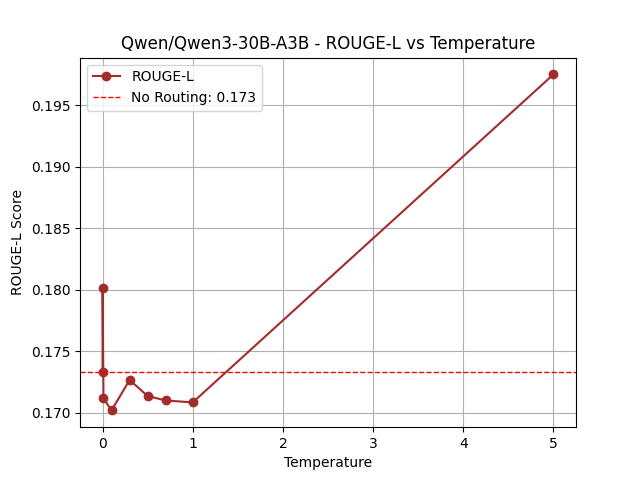 Qwen/Qwen3-30B-A3B - ROUGE-L vs Temperature
ROUGE-L
No Routing: 0.173
ROUGE-L Score
0.195
0.190
0.185
0.180
0.175
0.170
0 1 2 3 4 5
Temperature